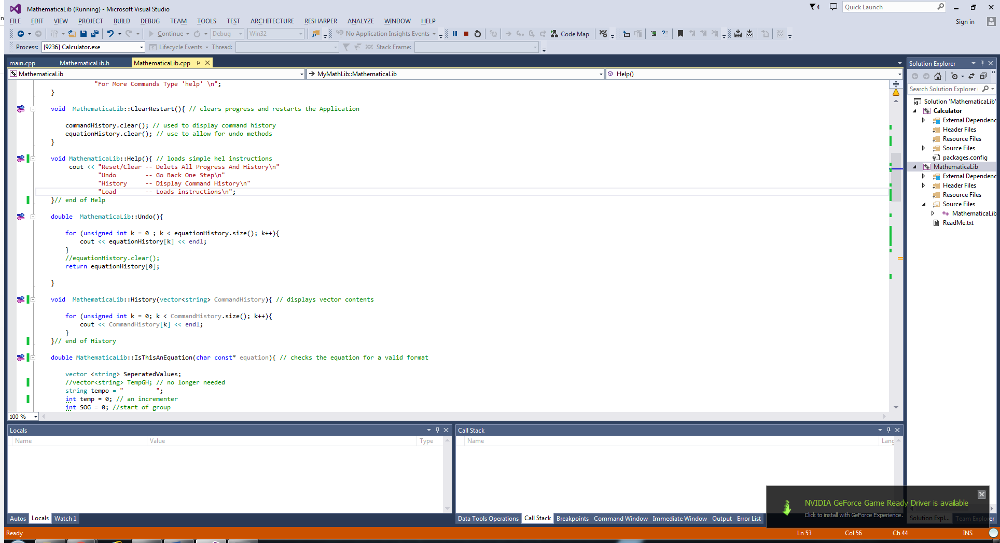 MathematicaLib (Running) - Microsoft Visual Studio
4
Quick Launch
FILE EDIT VIEW PROJECT BUILD DEBUG TEAM TOOLS TEST ARCHITECTURE RESHARPER ANALYZE WINDOW HELP
Sign in
Continue Debug Win32 No Application Insights Events Code Map
Process: [9236] Calculator.exe Lifecycle Events Thread: Stack Frame:
main.cpp MathematicaLib.h MathematicaLib.cpp
MathematicaLib MyMathLib::MathematicaLib Help()
"For More Commands Type 'help' \n";
}
void MathematicaLib::ClearRestart(){ // clears progress and restarts the Application
commandHistory.clear(); // used to display command history
equationHistory.clear(); // use to allow for undo methods
}
void MathematicaLib::Help(){ // loads simple hel instructions
cout << "Reset/Clear -- Deletes All Progress And History\n"
"Undo        -- Go Back One Step\n"
"History     -- Display Command History\n"
"Load        -- Loads instructions\n";
}// end of Help
double MathematicaLib::Undo(){
for (unsigned int k = 0 ; k < equationHistory.size(); k++){
cout << equationHistory[k] << endl;
}
//equationHistory.clear();
return equationHistory[0];
}
void MathematicaLib::History(vector<string> CommandHistory){ // displays vector contents
for (unsigned int k = 0; k < CommandHistory.size(); k++){
cout << CommandHistory[k] << endl;
}
}// end of History
double MathematicaLib::IsThisAnEquation(char const* equation){ // checks the equation for a valid format
vector <string> SeperatedValues;
//vector<string> TempGH; // no longer needed
string tempo = "         ";
int temp = 0; // an incrementer
int SOG = 0; //start of group
100 %
Solution Explorer
Search Solution Explorer (
Solution 'MathematicaLib'
Calculator
External Dependenc
Header Files
Resource Files
Source Files
packages.config
MathematicaLib
External Dependenc
Header Files
Resource Files
Source Files
MathematicaLib
ReadMe.txt
Locals
Name Value Type
Autos Locals Watch 1
Call Stack
Name Lang
Data Tools Operations Call Stack Breakpoints Command Window Immediate Window Output Error List
NVIDIA GeForce Game Ready Driver is available
Click to install with GeForce Experience.
Solution Expl... Team Explorer
Ready Ln 53 Col 56 Ch 44 INS